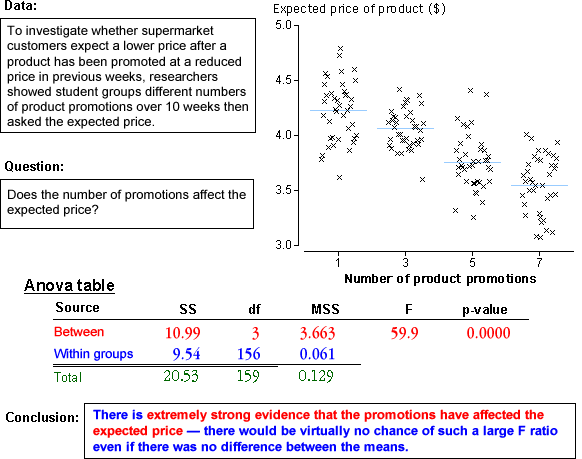 Data:
To investigate whether supermarket
customers expect a lower price after a
product has been promoted at a reduced
price in previous weeks, researchers
showed student groups different numbers
of product promotions over 10 weeks then
asked the expected price.
Question:
Does the number of promotions affect the
expected price?
Expected price of product ($)
5.0
4.5
4.0
3.5
3.0
1 3 5 7
Number of product promotions
Anova table
Source SS df MSS F p-value
Between 10.99 3 3.663 59.9 0.0000
Within groups 9.54 156 0.061
Total 20.53 159 0.129
Conclusion:
There is extremely strong evidence that the promotions have affected the
expected price — there would be virtually no chance of such a large F ratio
even if there was no difference between the means.